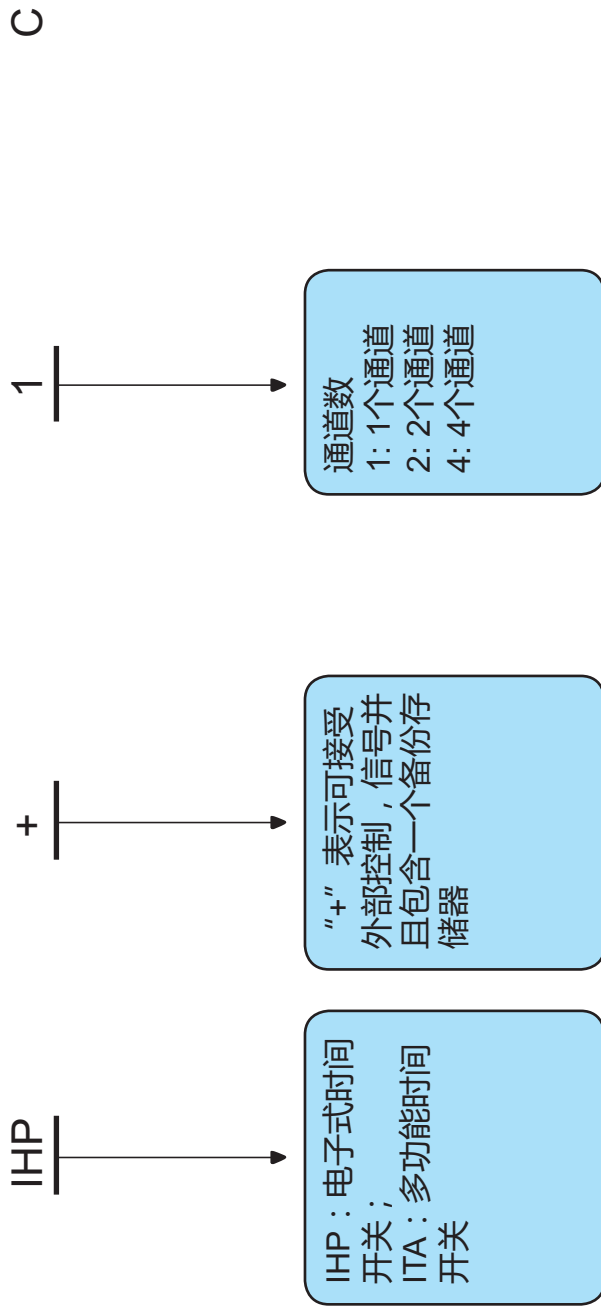 IHP
+
1
C
IHP：电子式时间
开关；
ITA：多功能时间
开关
“+” 表示可接受
外部控制，信号并
且包含一个备份存
储器
通道数
1: 1个通道
2: 2个通道
4: 4个通道